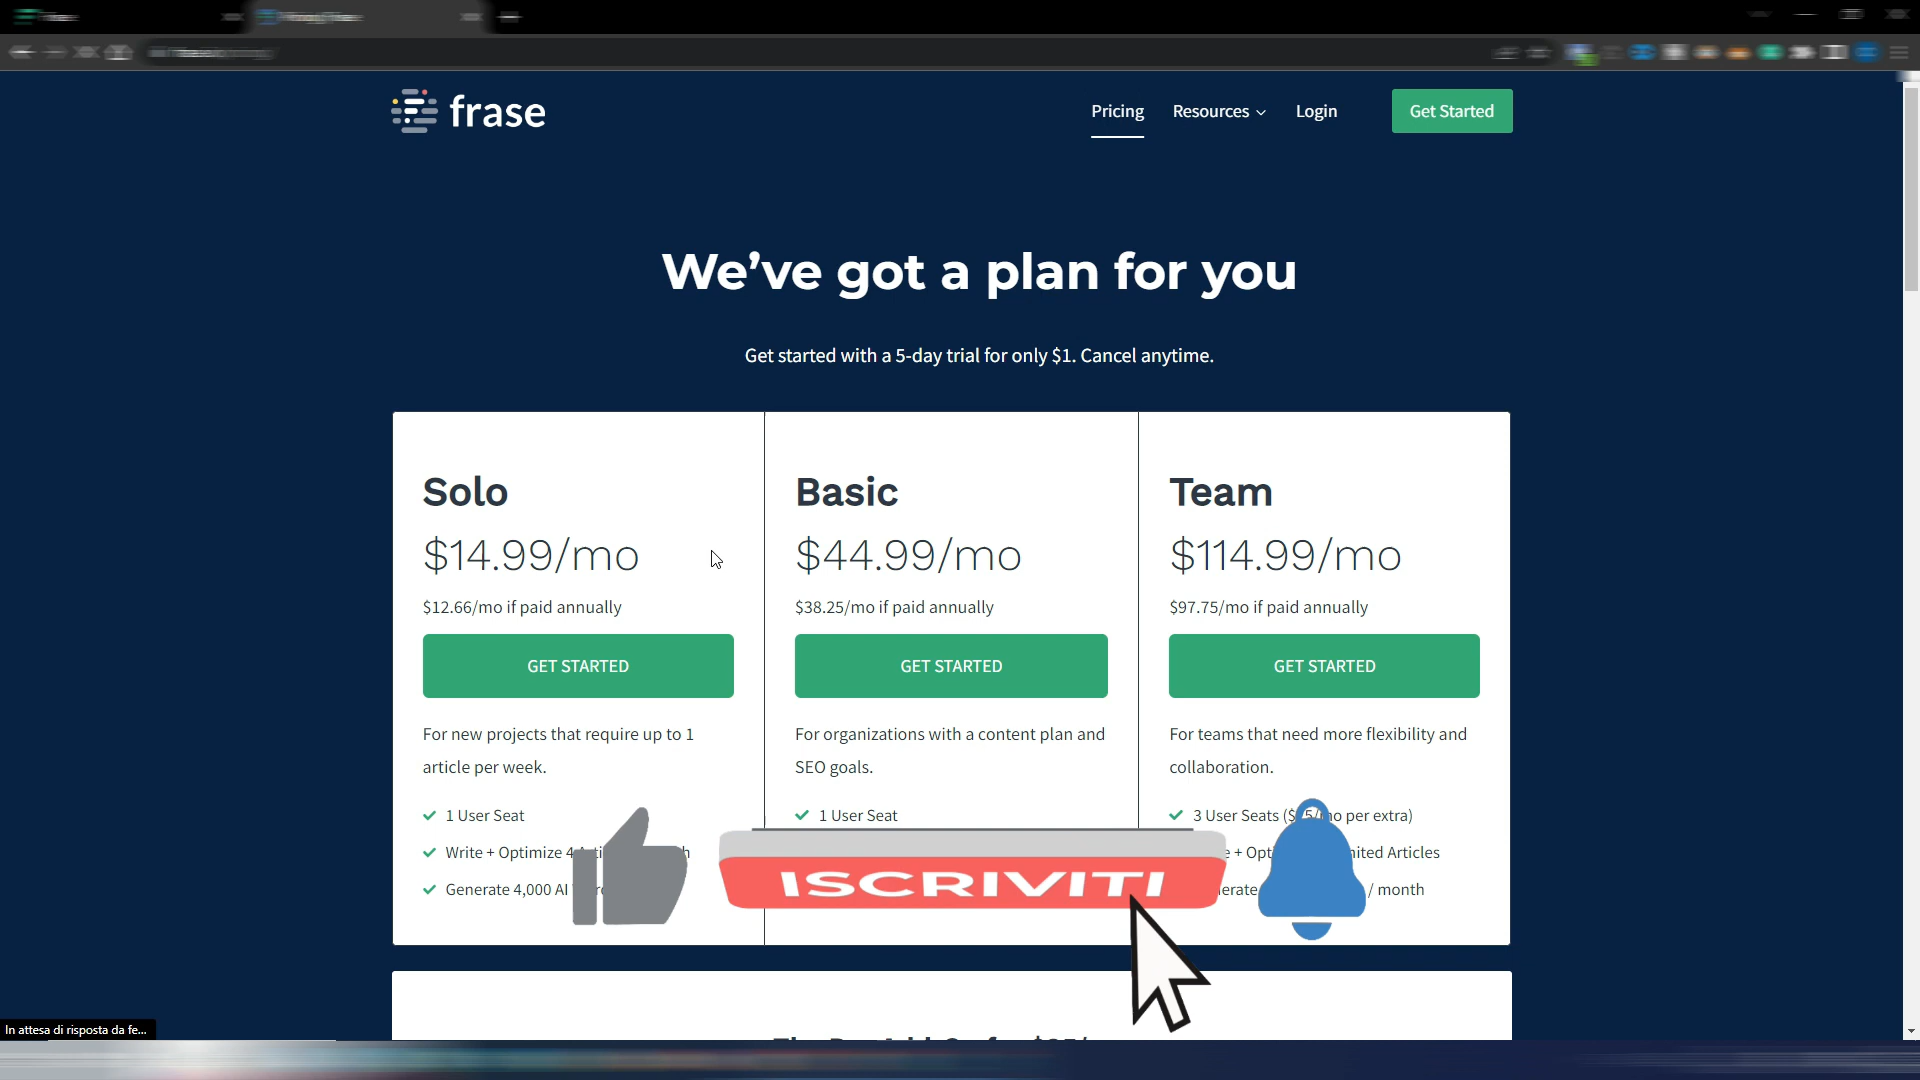 frase
Pricing
Resources
Login
Get Started
We've got a plan for you
Get started with a 5-day trial for only $1. Cancel anytime.
Solo
$14.99/mo
$12.66/mo if paid annually
GET STARTED
For new projects that require up to 1
article per week.
1 User Seat
Write + Optimize 4
Generate 4,000 AI
Basic
$44.99/mo
$38.25/mo if paid annually
GET STARTED
For organizations with a content plan and
SEO goals.
1 User Seat
Team
$114.99/mo
$97.75/mo if paid annually
GET STARTED
For teams that need more flexibility and
collaboration.
3 User Seats per extra)
Articles
/ month
ISCRIVITI
In attesa di risposta da fe...